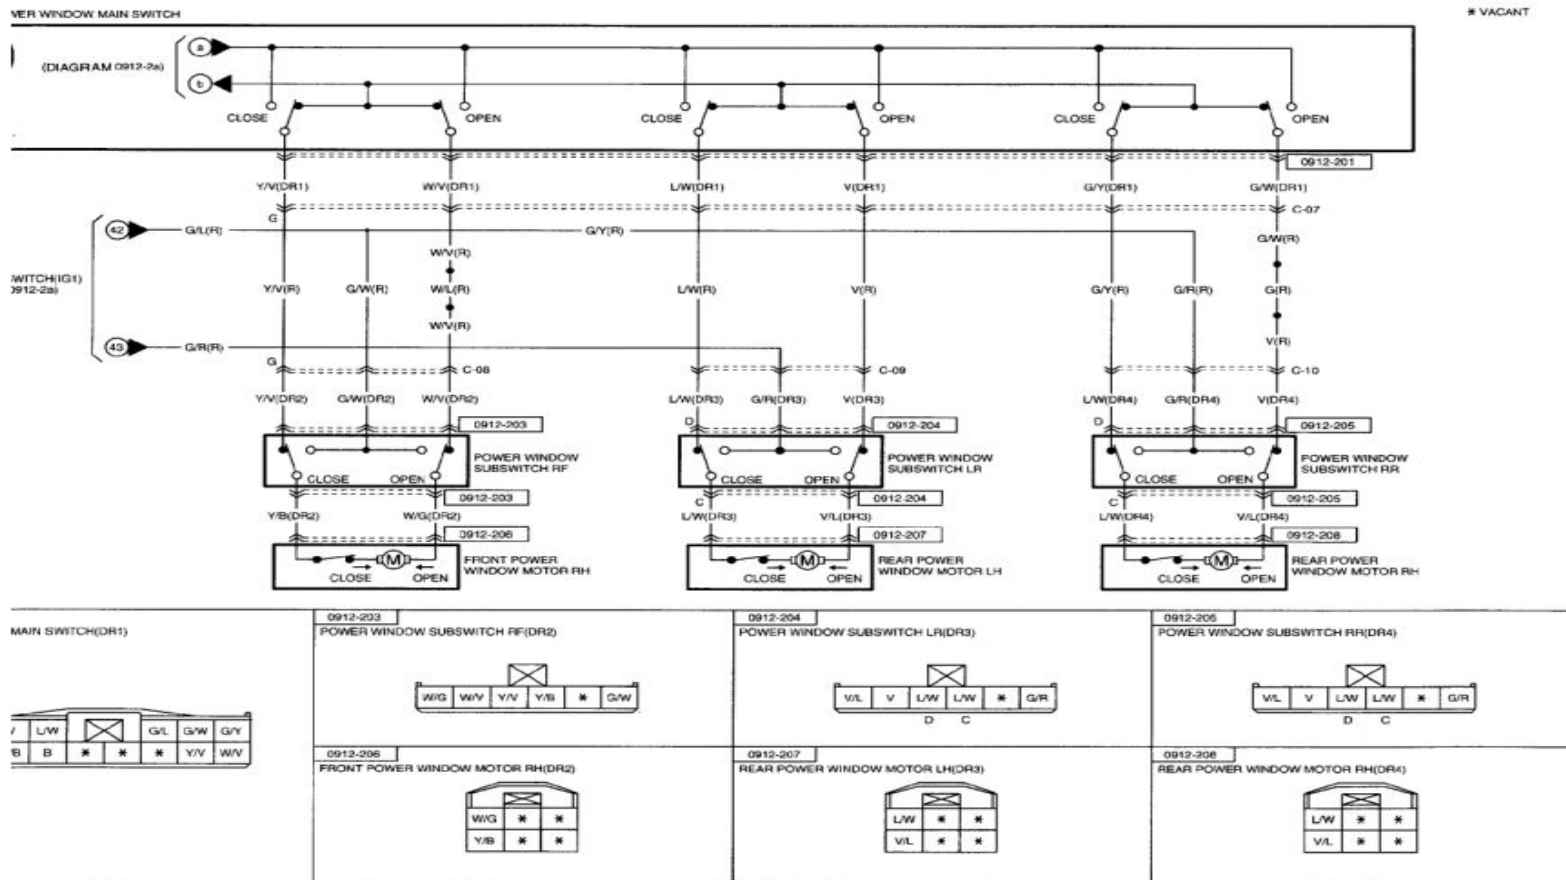 WER WINDOW MAIN SWITCH
* VACANT
(DIAGRAM 0912-2a)
a
b
CLOSE OPEN CLOSE OPEN CLOSE OPEN
0912-201
Y/V(DR1) W/V(DR1) L/W(DR1) V(DR1) G/Y(DR1) G/W(DR1)
G C-07
42 G/L(R) G/Y(R) G/W(R)
W/V(R)
WITCH(IG1)
0912-2a)
Y/V(R) G/W(R) W/L(R) L/W(R) V(R) G/Y(R) G/R(R) G(R)
W/V(R) V(R)
43 G/R(R)
G C-08 C-09 C-10
Y/V(DR2) G/W(DR2) W/V(DR2) L/W(DR3) G/R(DR3) V(DR3) L/W(DR4) G/R(DR4) V(DR4)
0912-203 D 0912-204 D 0912-205
POWER WINDOW
SUBSWITCH RF
POWER WINDOW
SUBSWITCH LR
POWER WINDOW
SUBSWITCH RR
CLOSE OPEN CLOSE OPEN CLOSE OPEN
0912-203 C 0912-204 C 0912-205
Y/B(DR2) W/G(DR2) L/W(DR3) V/L(DR3) L/W(DR4) V/L(DR4)
0912-206 0912-207 0912-208
M M M
FRONT POWER
WINDOW MOTOR RH
REAR POWER
WINDOW MOTOR LH
REAR POWER
WINDOW MOTOR RH
CLOSE OPEN CLOSE OPEN CLOSE OPEN
MAIN SWITCH(DR1)
L/W G/L G/W G/Y
B * * * Y/V W/V
0912-203
POWER WINDOW SUBSWITCH RF(DR2)
W/G W/V Y/V Y/B * G/W
0912-204
POWER WINDOW SUBSWITCH LR(DR3)
V/L V L/W L/W * G/R
D C
0912-205
POWER WINDOW SUBSWITCH RR(DR4)
V/L V L/W L/W * G/R
D C
0912-206
FRONT POWER WINDOW MOTOR RH(DR2)
W/G * *
Y/B * *
0912-207
REAR POWER WINDOW MOTOR LH(DR3)
L/W * *
V/L * *
0912-208
REAR POWER WINDOW MOTOR RH(DR4)
L/W * *
V/L * *